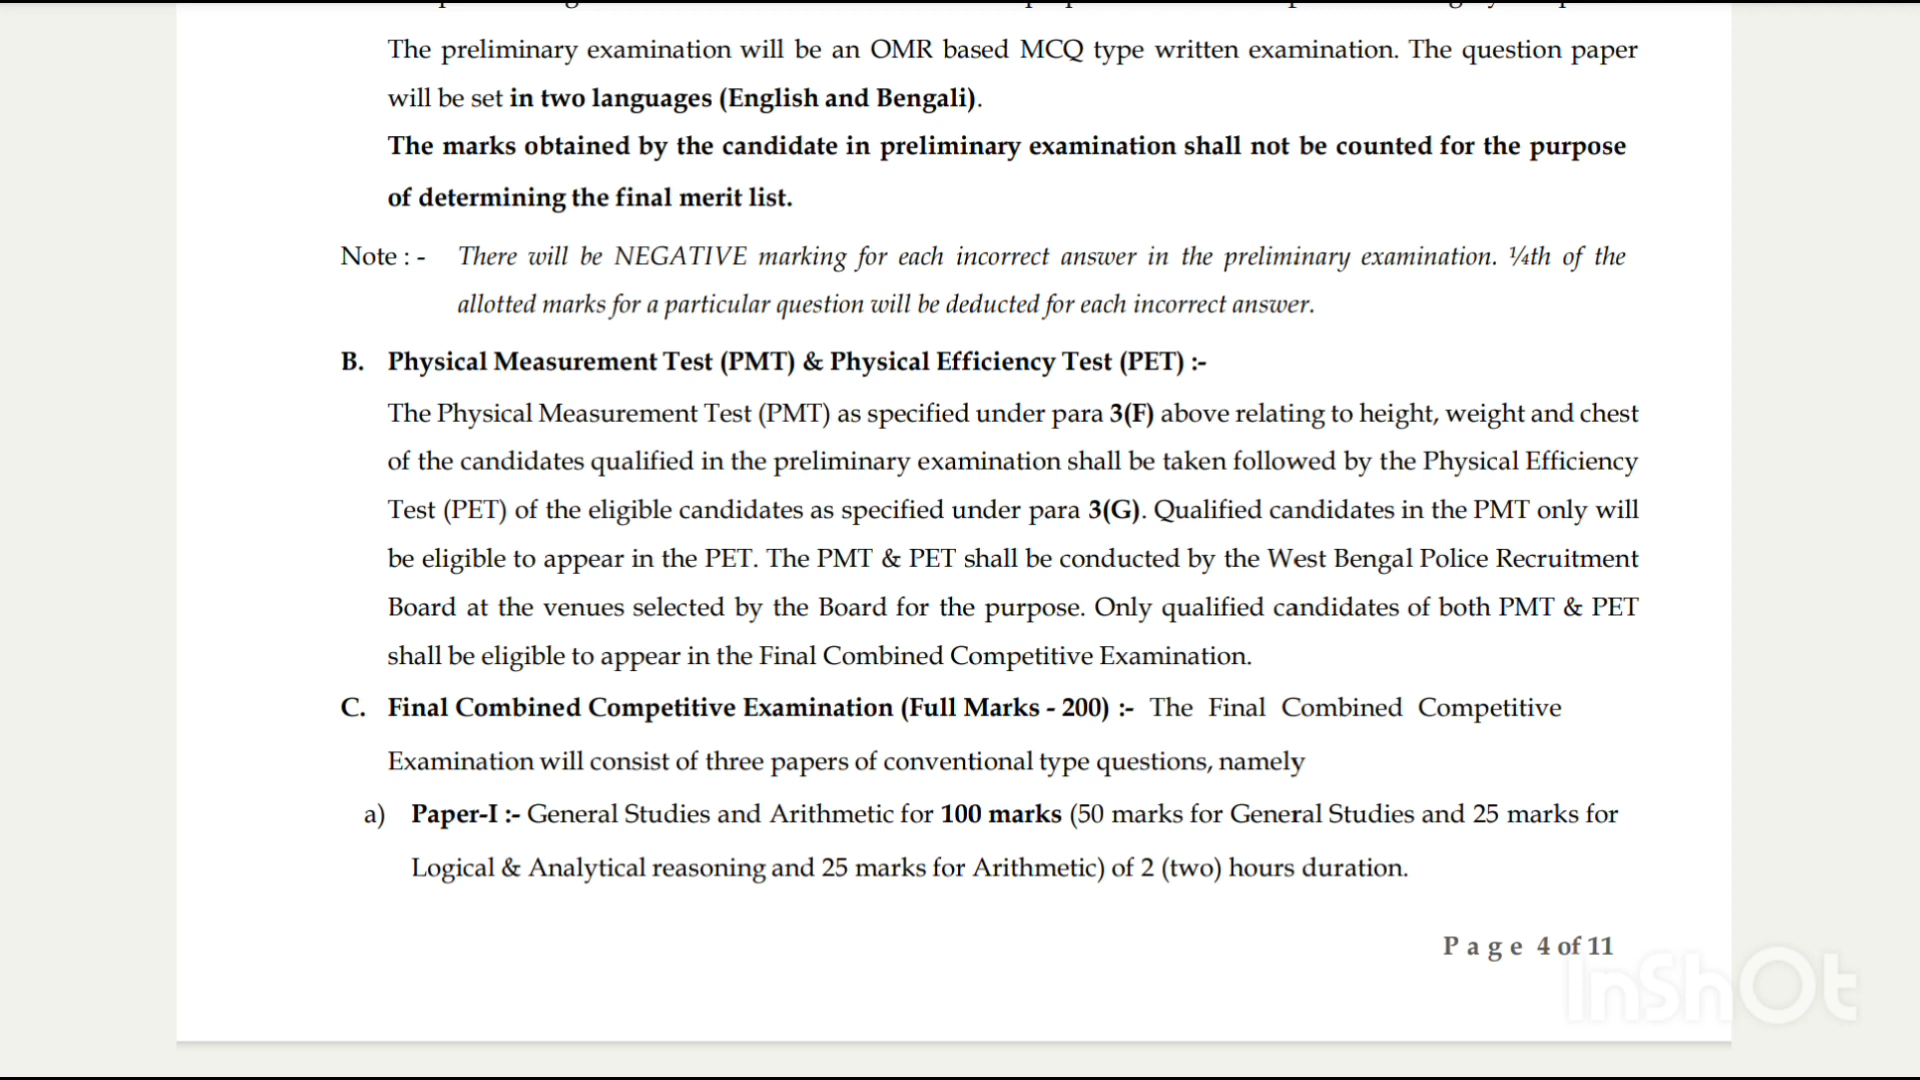 The preliminary examination will be an OMR based MCQ type written examination. The question paper
will be set in two languages (English and Bengali).
The marks obtained by the candidate in preliminary examination shall not be counted for the purpose
of determining the final merit list.
Note : - There will be NEGATIVE marking for each incorrect answer in the preliminary examination. ¼th of the
allotted marks for a particular question will be deducted for each incorrect answer.
B. Physical Measurement Test (PMT) & Physical Efficiency Test (PET) :-
The Physical Measurement Test (PMT) as specified under para 3(F) above relating to height, weight and chest
of the candidates qualified in the preliminary examination shall be taken followed by the Physical Efficiency
Test (PET) of the eligible candidates as specified under para 3(G). Qualified candidates in the PMT only will
be eligible to appear in the PET. The PMT & PET shall be conducted by the West Bengal Police Recruitment
Board at the venues selected by the Board for the purpose. Only qualified candidates of both PMT & PET
shall be eligible to appear in the Final Combined Competitive Examination.
C. Final Combined Competitive Examination (Full Marks - 200) :- The Final Combined Competitive
Examination will consist of three papers of conventional type questions, namely
a) Paper-I :- General Studies and Arithmetic for 100 marks (50 marks for General Studies and 25 marks for
Logical & Analytical reasoning and 25 marks for Arithmetic) of 2 (two) hours duration.
Page 4 of 11
InShOt